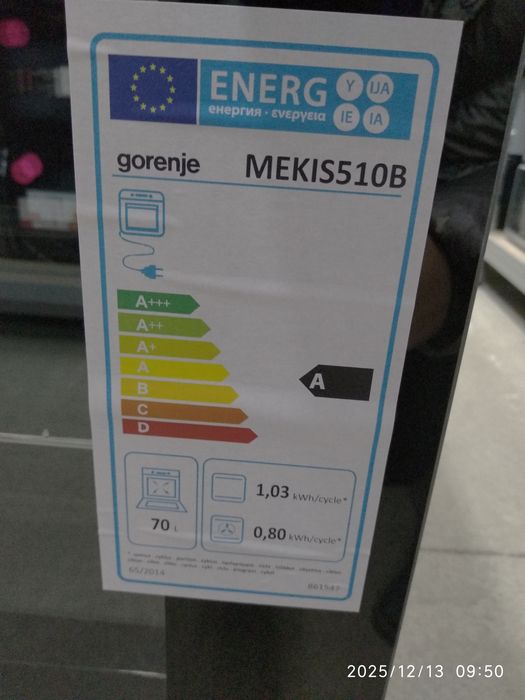 ENERG Y IJA
енергия · ενεργεια IE IA
gorenje MEKIS510B
A+++
A++
A+
A
B
C
D
A
70 L
1,03 kWh/cycle*
0,80 kWh/cycle*
65/2014
861547
2025/12/13 09:50